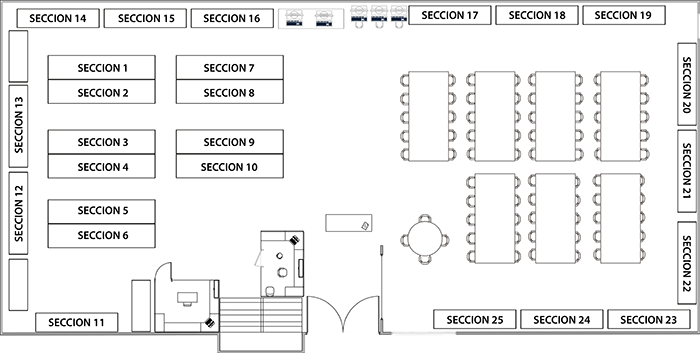 SECCION 14
SECCION 15
SECCION 16
SECCION 17
SECCION 18
SECCION 19
SECCION 1
SECCION 2
SECCION 7
SECCION 8
SECCION 3
SECCION 4
SECCION 9
SECCION 10
SECCION 5
SECCION 6
SECCION 13
SECCION 12
SECCION 11
SECCION 20
SECCION 21
SECCION 22
SECCION 25
SECCION 24
SECCION 23